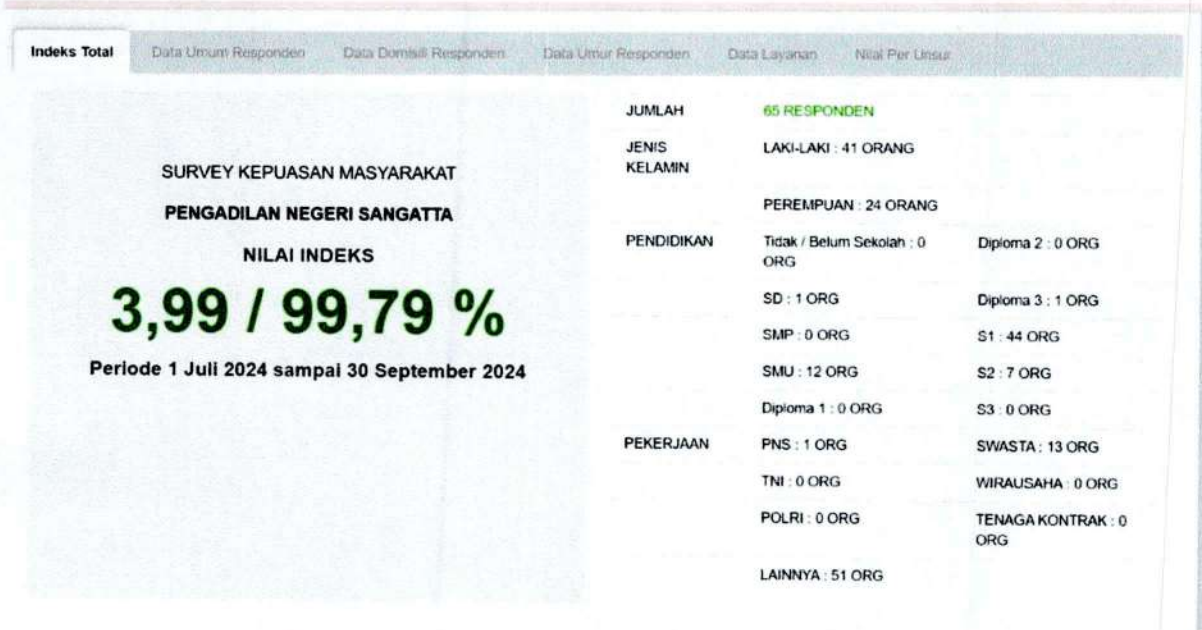 Indeks Total
Data Umum Responden
Data Domisili Responden
Data Umur Responden
Data Layanan
Nilai Per Unsur
SURVEY KEPUASAN MASYARAKAT
PENGADILAN NEGERI SANGATTA
NILAI INDEKS
3,99 / 99,79 %
Periode 1 Juli 2024 sampai 30 September 2024
JUMLAH
65 RESPONDEN
JENIS
KELAMIN
LAKI-LAKI : 41 ORANG
PEREMPUAN : 24 ORANG
PENDIDIKAN
Tidak / Belum Sekolah : 0
ORG
Diploma 2 : 0 ORG
SD : 1 ORG
Diploma 3 : 1 ORG
SMP : 0 ORG
S1 : 44 ORG
SMU : 12 ORG
S2 : 7 ORG
Diploma 1 : 0 ORG
S3 : 0 ORG
PEKERJAAN
PNS : 1 ORG
SWASTA : 13 ORG
TNI : 0 ORG
WIRAUSAHA : 0 ORG
POLRI : 0 ORG
TENAGA KONTRAK : 0
ORG
LAINNYA : 51 ORG